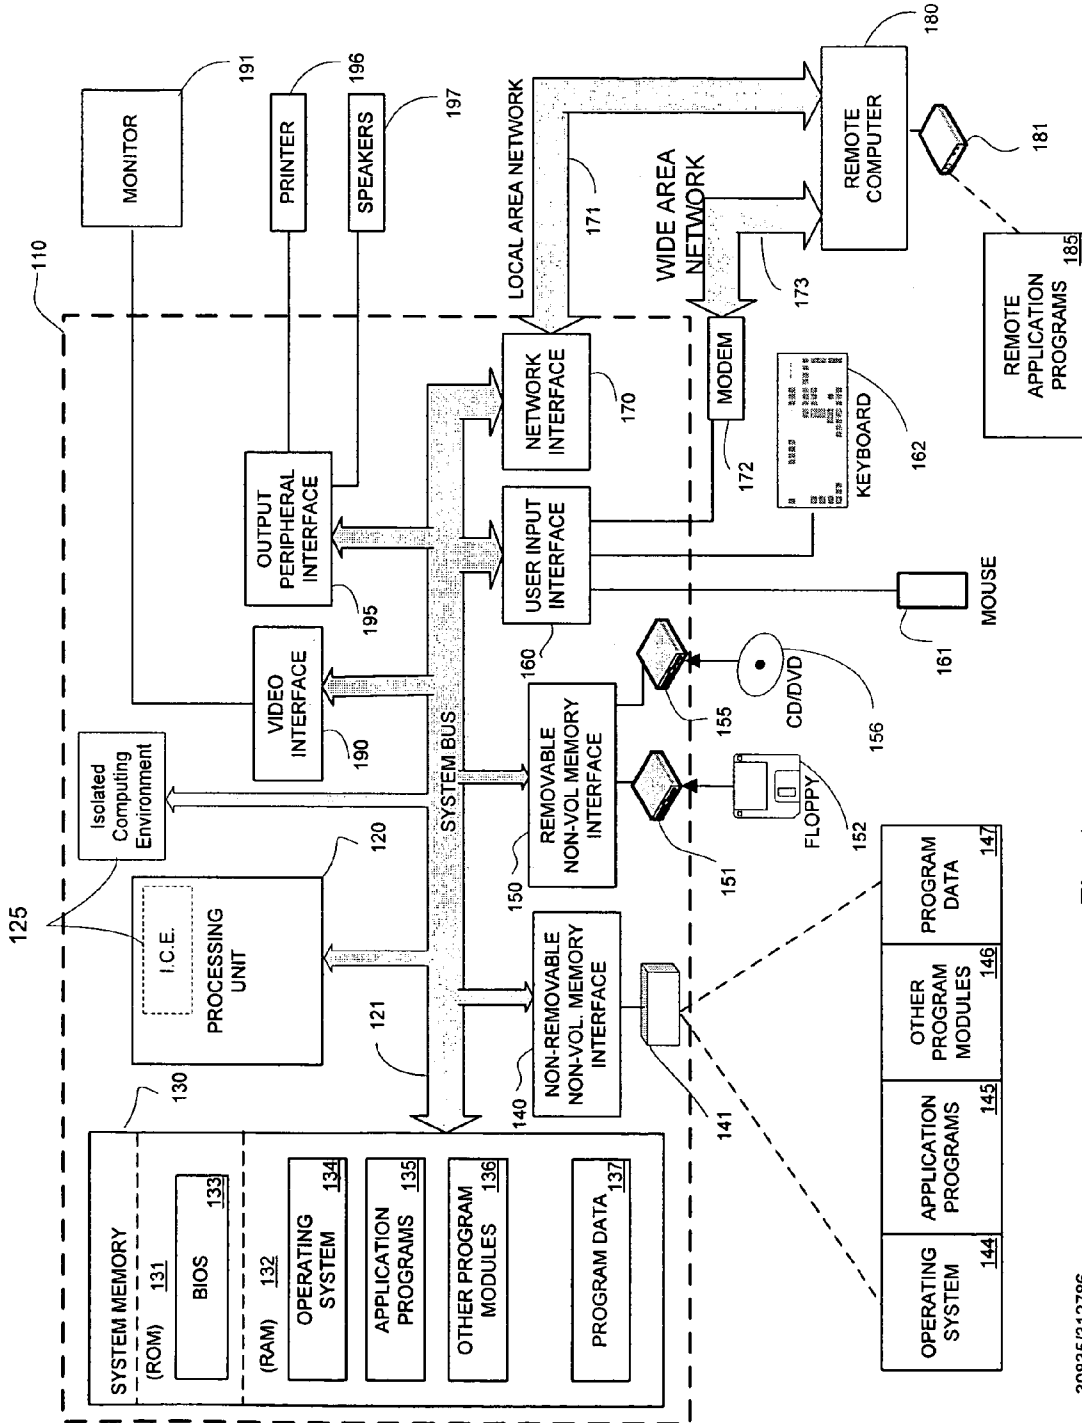 110
125
SYSTEM MEMORY
(ROM) 131
BIOS
133
(RAM) 132
OPERATING
SYSTEM
134
APPLICATION
PROGRAMS
135
OTHER PROGRAM
MODULES
136
PROGRAM DATA
137
130
I.C.E.
PROCESSING
UNIT
120
121
Isolated
Computing
Environment
VIDEO
INTERFACE
190
OUTPUT
PERIPHERAL
INTERFACE
195
MONITOR
191
PRINTER
196
SPEAKERS
197
SYSTEM BUS
NON-REMOVABLE
NON-VOL. MEMORY
INTERFACE
140
REMOVABLE
NON-VOL MEMORY
INTERFACE
150
USER INPUT
INTERFACE
160
NETWORK
INTERFACE
170
LOCAL AREA NETWORK
171
WIDE AREA
NETWORK
173
MODEM
172
KEYBOARD
162
MOUSE
161
141
151
155
FLOPPY
152
CD/DVD
156
REMOTE
COMPUTER
180
181
REMOTE
APPLICATION
PROGRAMS
185
OPERATING
SYSTEM
144
APPLICATION
PROGRAMS
145
OTHER
PROGRAM
MODULES
146
PROGRAM
DATA
147